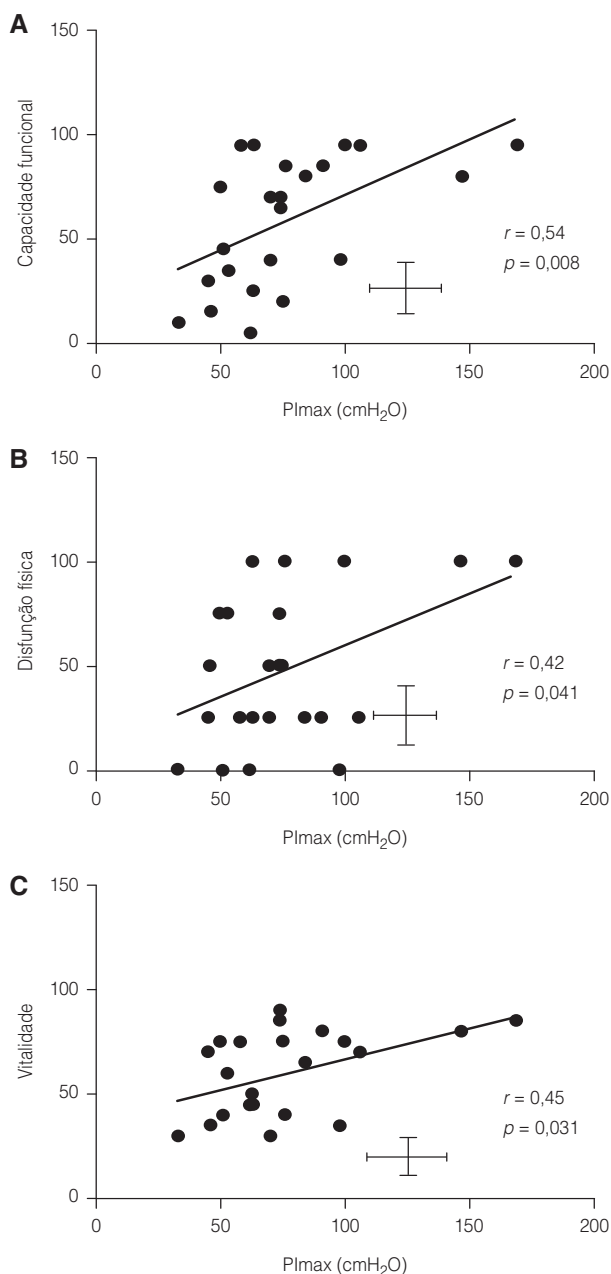 A
150
100
50
0
Capacidade funcional
r = 0,54
p = 0,008
0 50 100 150 200
PImax (cmH₂O)
B
150
100
50
0
Disfunção física
r = 0,42
p = 0,041
0 50 100 150 200
PImax (cmH₂O)
C
150
100
50
0
Vitalidade
r = 0,45
p = 0,031
0 50 100 150 200
PImax (cmH₂O)